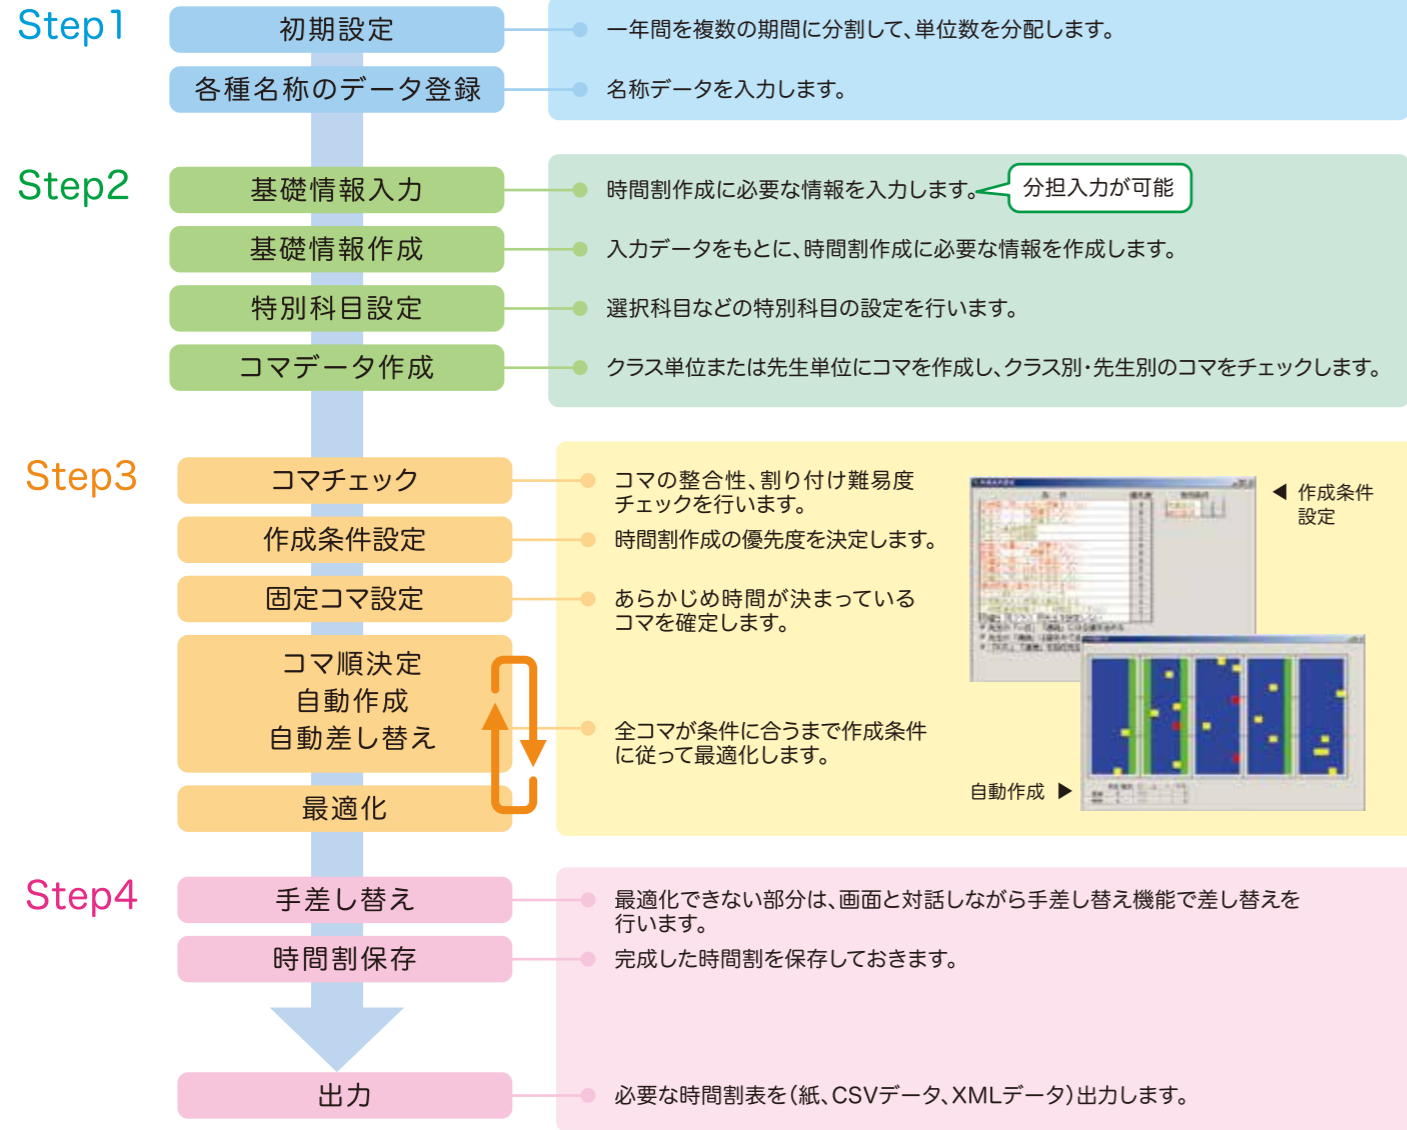 Step1
初期設定
一年間を複数の期間に分割して、単位数を分配します。
各種名称のデータ登録
名称データを入力します。
Step2
基礎情報入力
時間割作成に必要な情報を入力します。
分担入力が可能
基礎情報作成
入力データをもとに、時間割作成に必要な情報を作成します。
特別科目設定
選択科目などの特別科目の設定を行います。
コマデータ作成
クラス単位または先生単位にコマを作成し、クラス別・先生別のコマをチェックします。
Step3
コマチェック
コマの整合性、割り付け難易度
チェックを行います。
作成条件設定
時間割作成の優先度を決定します。
固定コマ設定
あらかじめ時間が決まっている
コマを確定します。
コマ順決定
自動作成
自動差し替え
全コマが条件に合うまで作成条件
に従って最適化します。
最適化
◀ 作成条件
設定
自動作成 ▶
Step4
手差し替え
最適化できない部分は、画面と対話しながら手差し替え機能で差し替えを
行います。
時間割保存
完成した時間割を保存しておきます。
出力
必要な時間割表を(紙、CSVデータ、XMLデータ)出力します。